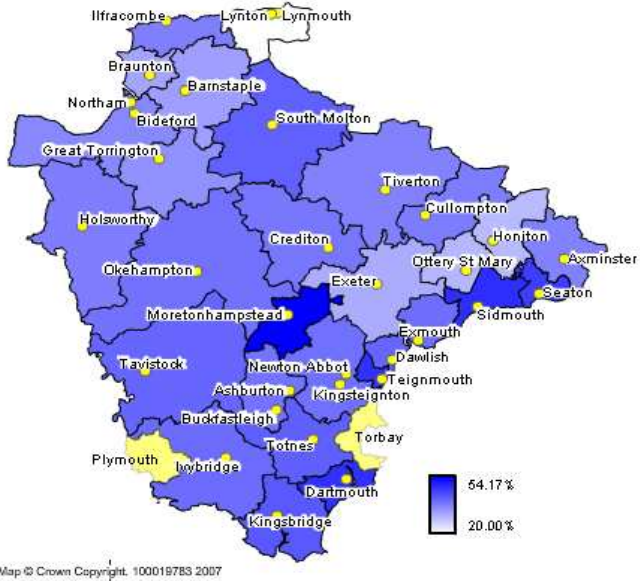 Ilfracombe
Lynton
Lynmouth
Braunton
Barnstaple
Northam
Bideford
South Molton
Great Torrington
Tiverton
Cullompton
Holsworthy
Crediton
Honiton
Ottery St Mary
Axminster
Okehampton
Exeter
Seaton
Moretonhampstead
Sidmouth
Exmouth
Tavistock
Newton Abbot
Dawlish
Teignmouth
Ashburton
Kingsteignton
Buckfastleigh
Torbay
Totnes
Plymouth
Ivybridge
Dartmouth
Kingsbridge
54.17%
20.00%
Map © Crown Copyright. 100019783 2007